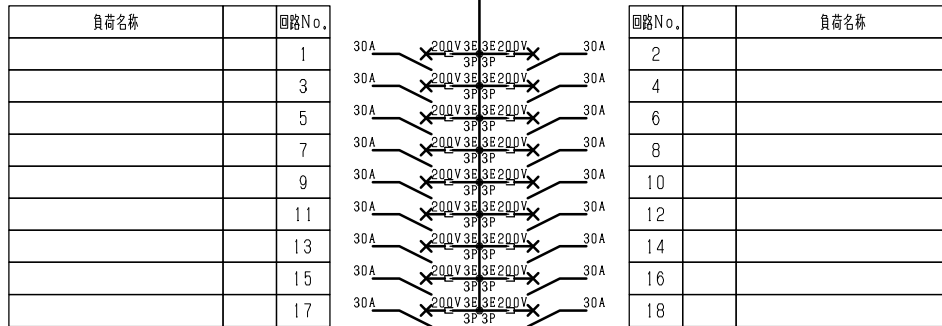 負荷名称 回路No. 回路No. 負荷名称
1 30A 200V 3E 3E 200V 30A 2
3P 3P
3 30A 200V 3E 3E 200V 30A 4
3P 3P
5 30A 200V 3E 3E 200V 30A 6
3P 3P
7 30A 200V 3E 3E 200V 30A 8
3P 3P
9 30A 200V 3E 3E 200V 30A 10
3P 3P
11 30A 200V 3E 3E 200V 30A 12
3P 3P
13 30A 200V 3E 3E 200V 30A 14
3P 3P
15 30A 200V 3E 3E 200V 30A 16
3P 3P
17 30A 200V 3E 3E 200V 30A 18
3P 3P